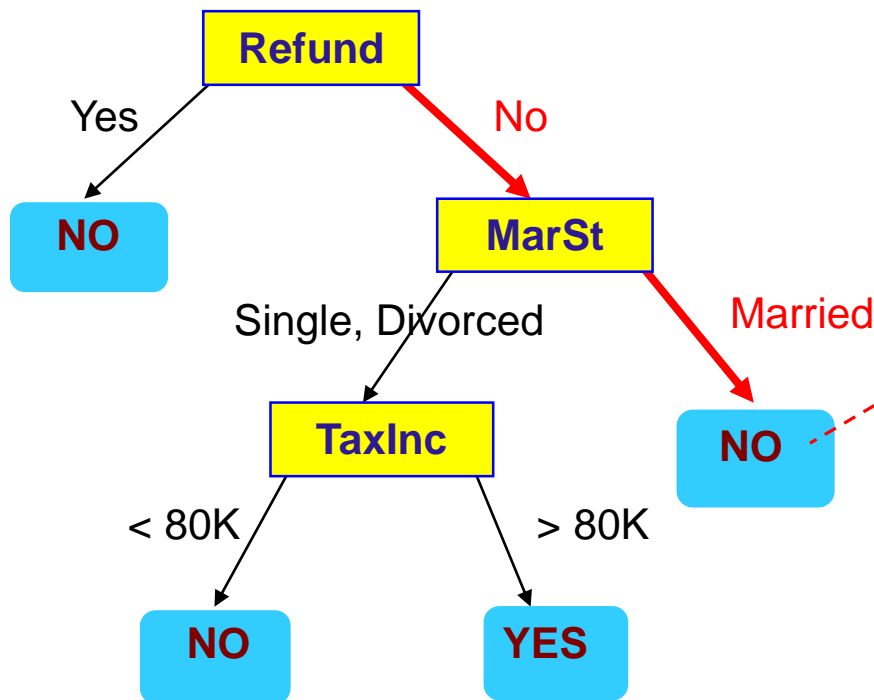 Refund
Yes
No
NO
MarSt
Single, Divorced
Married
TaxInc
NO
< 80K
> 80K
NO
YES